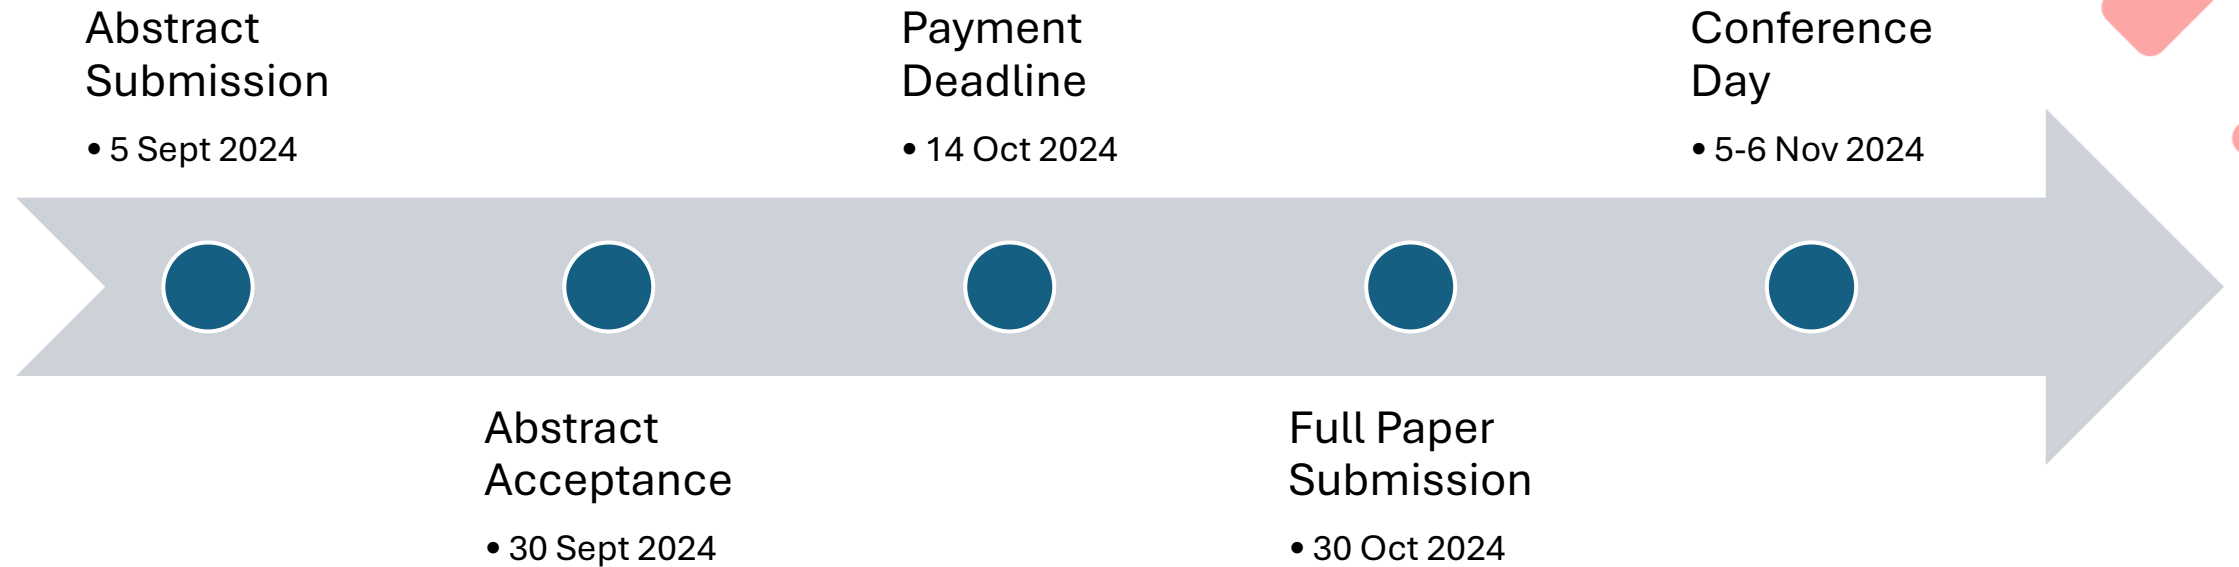 Abstract
Submission
• 5 Sept 2024
Abstract
Acceptance
• 30 Sept 2024
Payment
Deadline
• 14 Oct 2024
Full Paper
Submission
• 30 Oct 2024
Conference
Day
• 5-6 Nov 2024